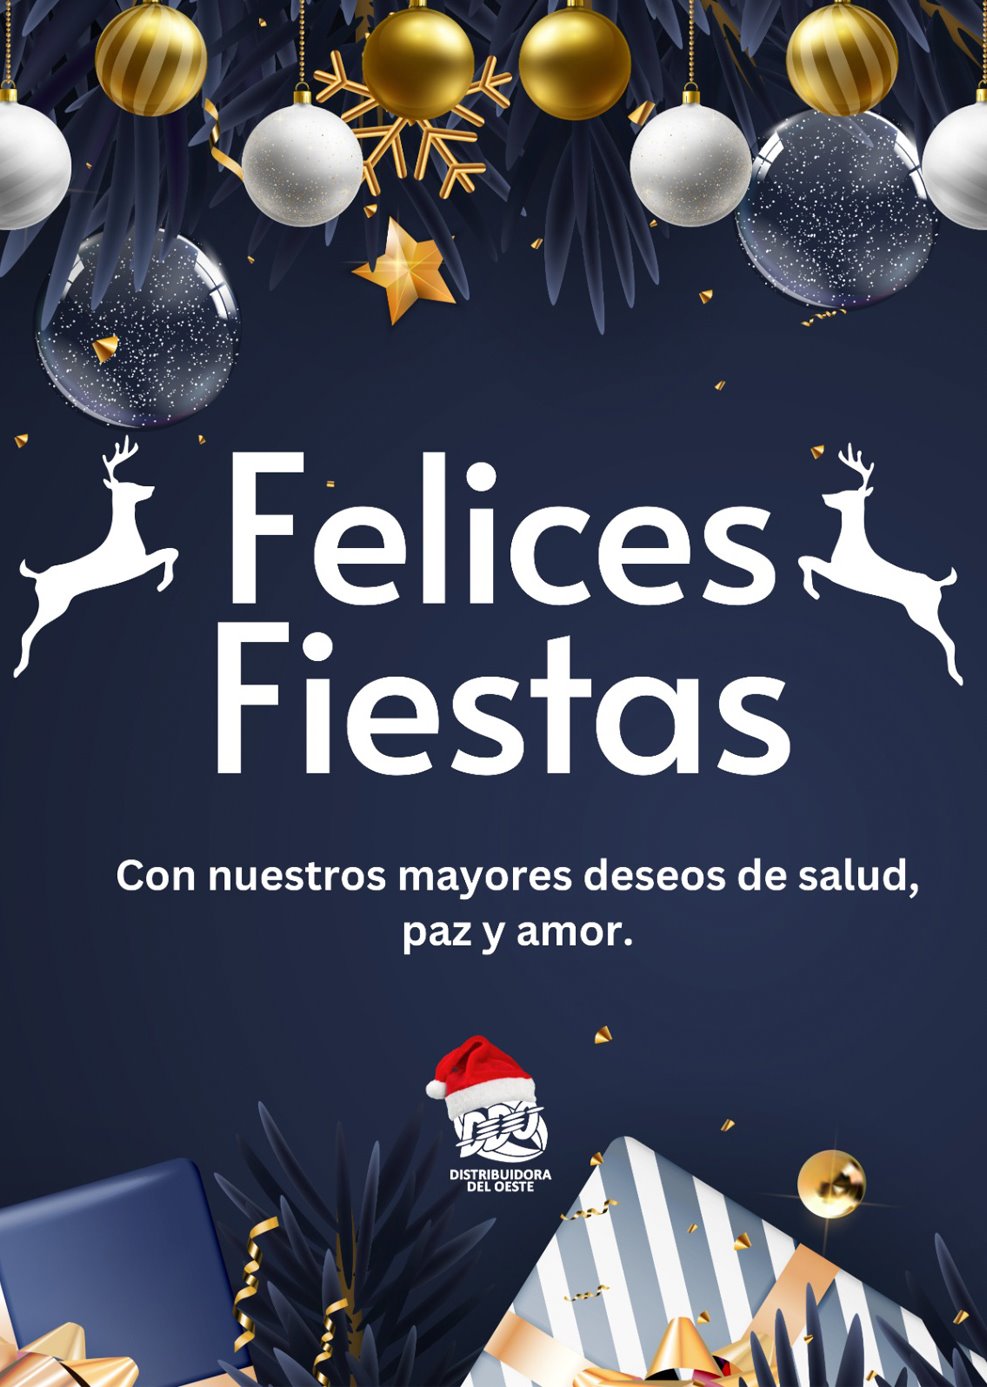 Felices
Fiestas
Con nuestros mayores deseos de salud,
paz y amor.
DDO
DISTRIBUIDORA
DEL OESTE